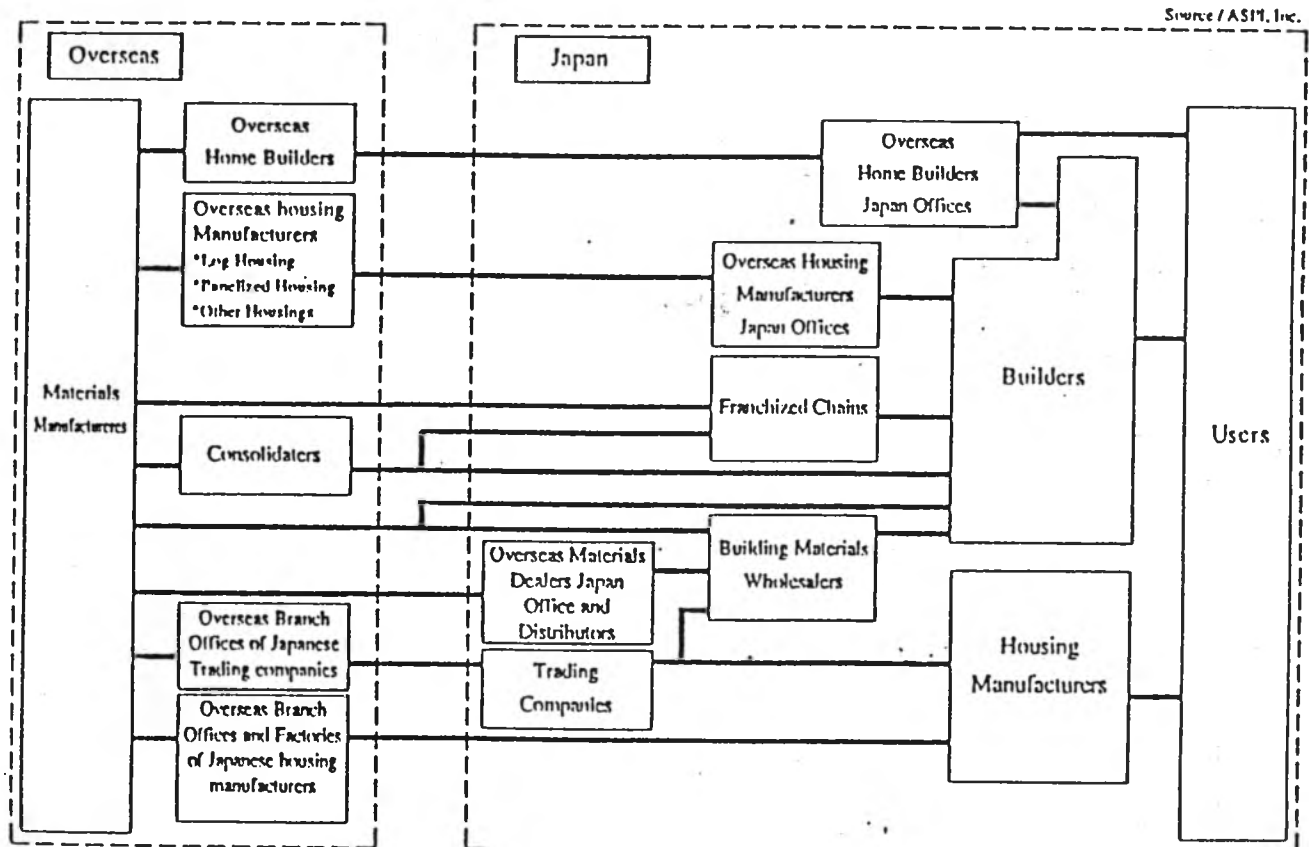 Source / ASM, Inc.
Overseas
Japan
Materials
Manufactureres
Overseas
Home Builders
Overseas housing
Manufacturers
*Log Housing
*Panelized Housing
*Other Housings
Consolidaters
Overseas Branch
Offices of Japanese
Trading companies
Overseas Branch
Offices and Factories
of Japanese housing
manufacturers
Overseas Materials
Dealers Japan
Office and
Distributors
Trading
Companies
Overseas
Home Builders
Japan Offices
Overseas Housing
Manufacturers
Japan Offices
Franchized Chains
Building Materials
Wholesalers
Builders
Housing
Manufacturers
Users